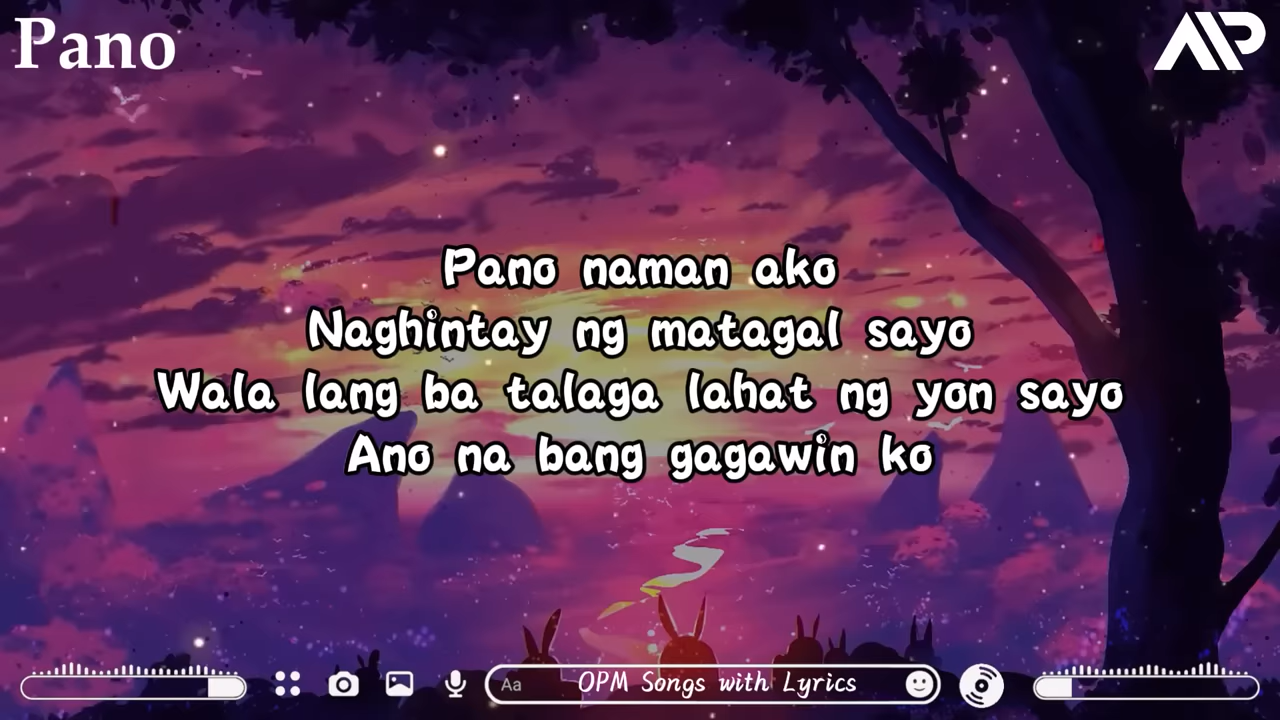 Pano
AP
Pano naman ako
Naghintay ng matagal sayo
Wala lang ba talaga lahat ng yon sayo
Ano na bang gagawin ko
Aa OPM Songs with Lyrics